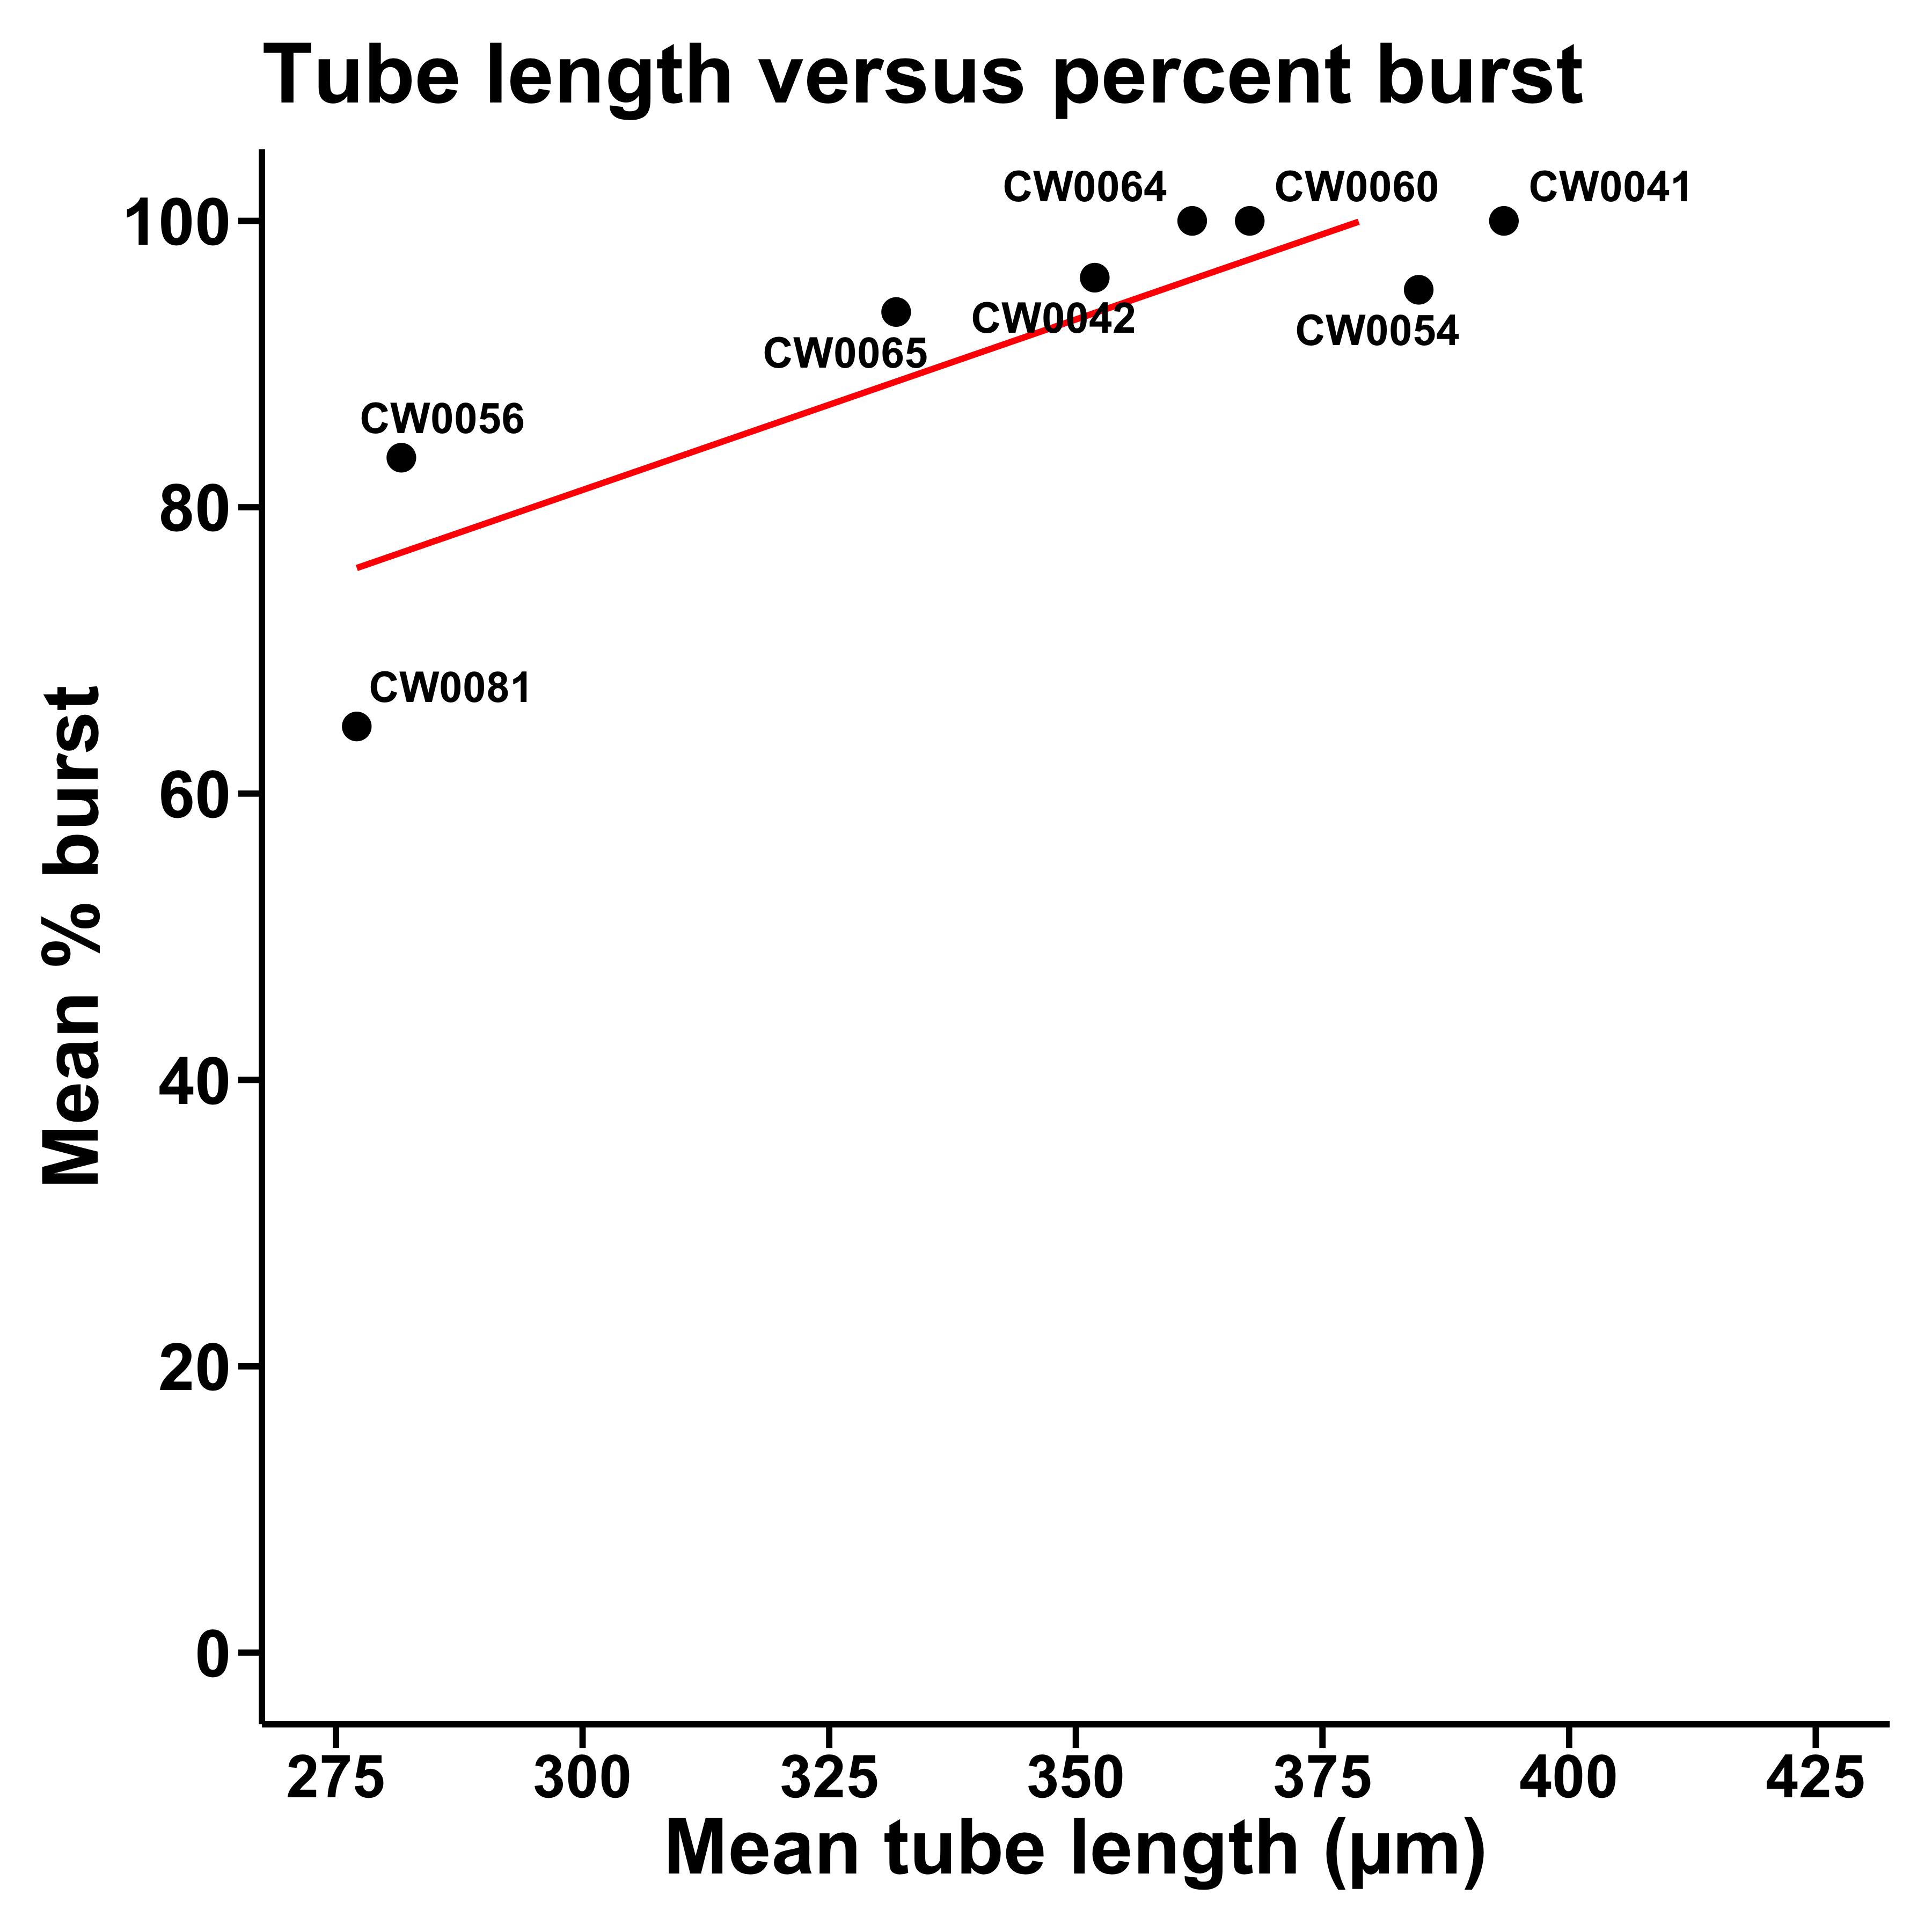 Tube length versus percent burst
CW0064
CW0060
CW0041
CW0042
CW0054
CW0065
CW0056
CW0081
Mean % burst
100
80
60
40
20
0
275 300 325 350 375 400 425
Mean tube length (µm)